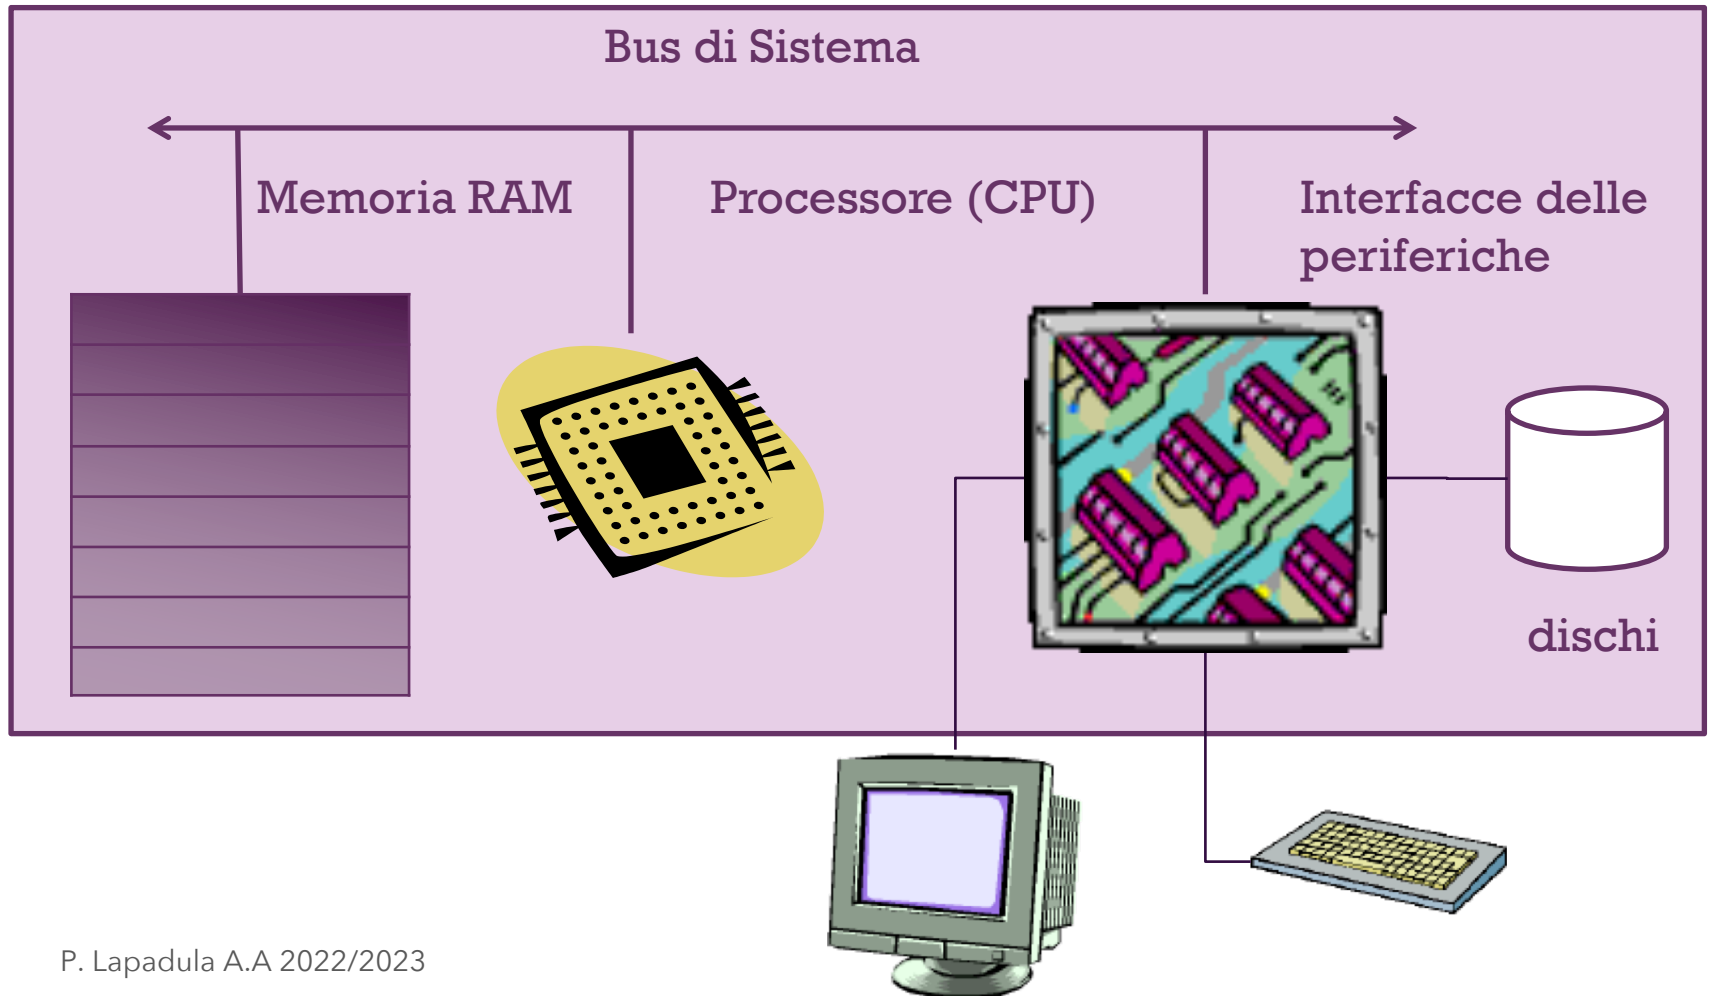 Bus di Sistema
Memoria RAM
Processore (CPU)
Interfacce delle
periferiche
dischi
P. Lapadula A.A 2022/2023